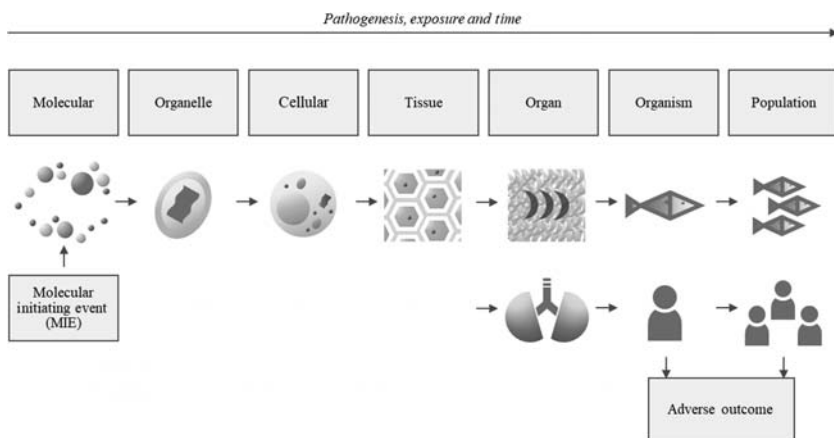 Pathogenesis, exposure and time
Molecular
Organelle
Cellular
Tissue
Organ
Organism
Population
Molecular
initiating event
(MIE)
Adverse outcome